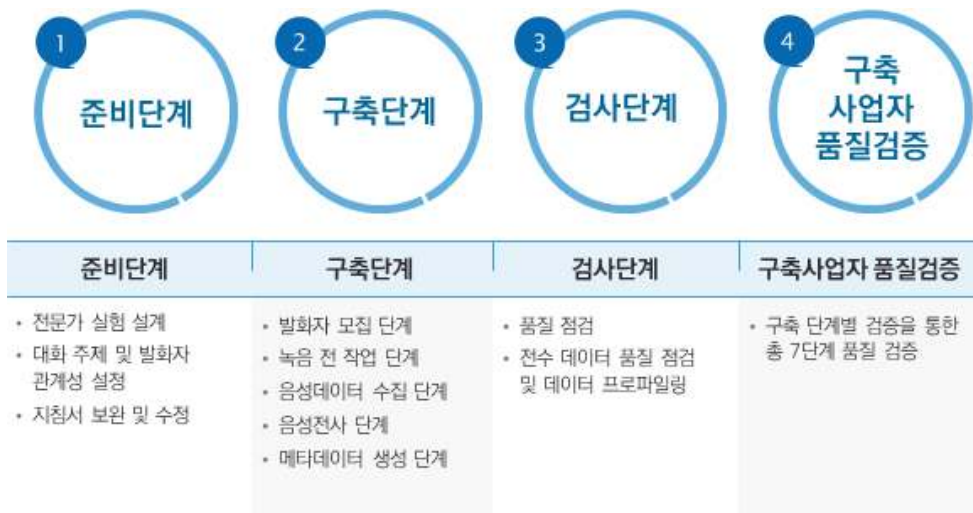 1
준비단계
2
구축단계
3
검사단계
4
구축
사업자
품질검증
준비단계
구축단계
검사단계
구축사업자 품질검증
• 전문가 실험 설계
• 대화 주제 및 발화자
관계성 설정
• 지침서 보완 및 수정
• 발화자 모집 단계
• 녹음 전 작업 단계
• 음성데이터 수집 단계
• 음성전사 단계
• 메타데이터 생성 단계
• 품질 점검
• 전수 데이터 품질 점검
및 데이터 프로파일링
• 구축 단계별 검증을 통한
총 7단계 품질 검증